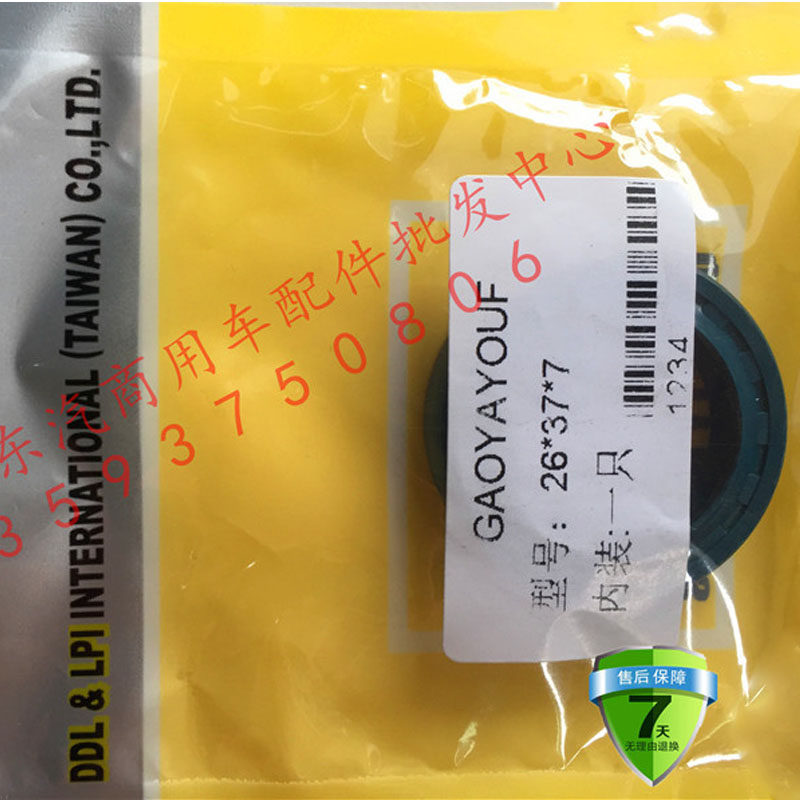 DDL & LPI INTERNATIONAL (TAIWAN) CO.,LTD.
东汽商用车配件批发中心
3593750806
GAOYAYOUF
型号: 26*37*7
内装:一只
1234
售后保障
7天
无理由退换